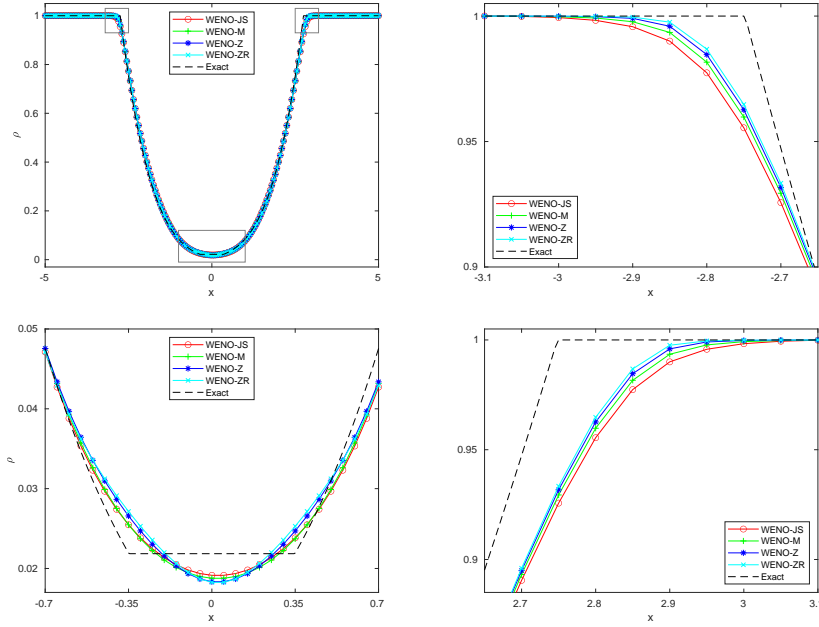 1
0.8
0.6
0.4
0.2
0
ρ
-5
0
5
x
WENO-JS
WENO-M
WENO-Z
WENO-ZR
Exact
1
0.95
0.9
-3.1
-3
-2.9
-2.8
-2.7
x
WENO-JS
WENO-M
WENO-Z
WENO-ZR
Exact
0.05
0.04
0.03
0.02
ρ
-0.7
-0.35
0
0.35
0.7
x
WENO-JS
WENO-M
WENO-Z
WENO-ZR
Exact
1
0.95
0.9
2.7
2.8
2.9
3
3.1
x
WENO-JS
WENO-M
WENO-Z
WENO-ZR
Exact